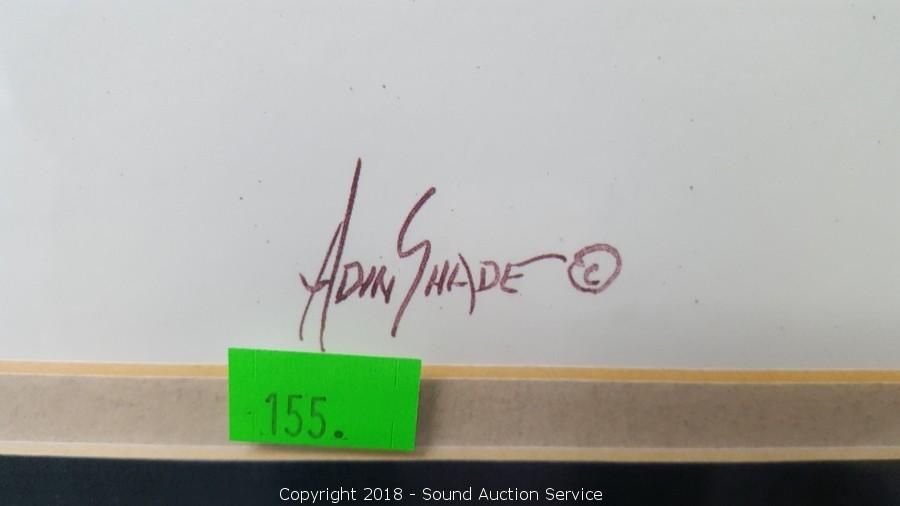 ADIN SHADE ©
155.
Copyright 2018 - Sound Auction Service